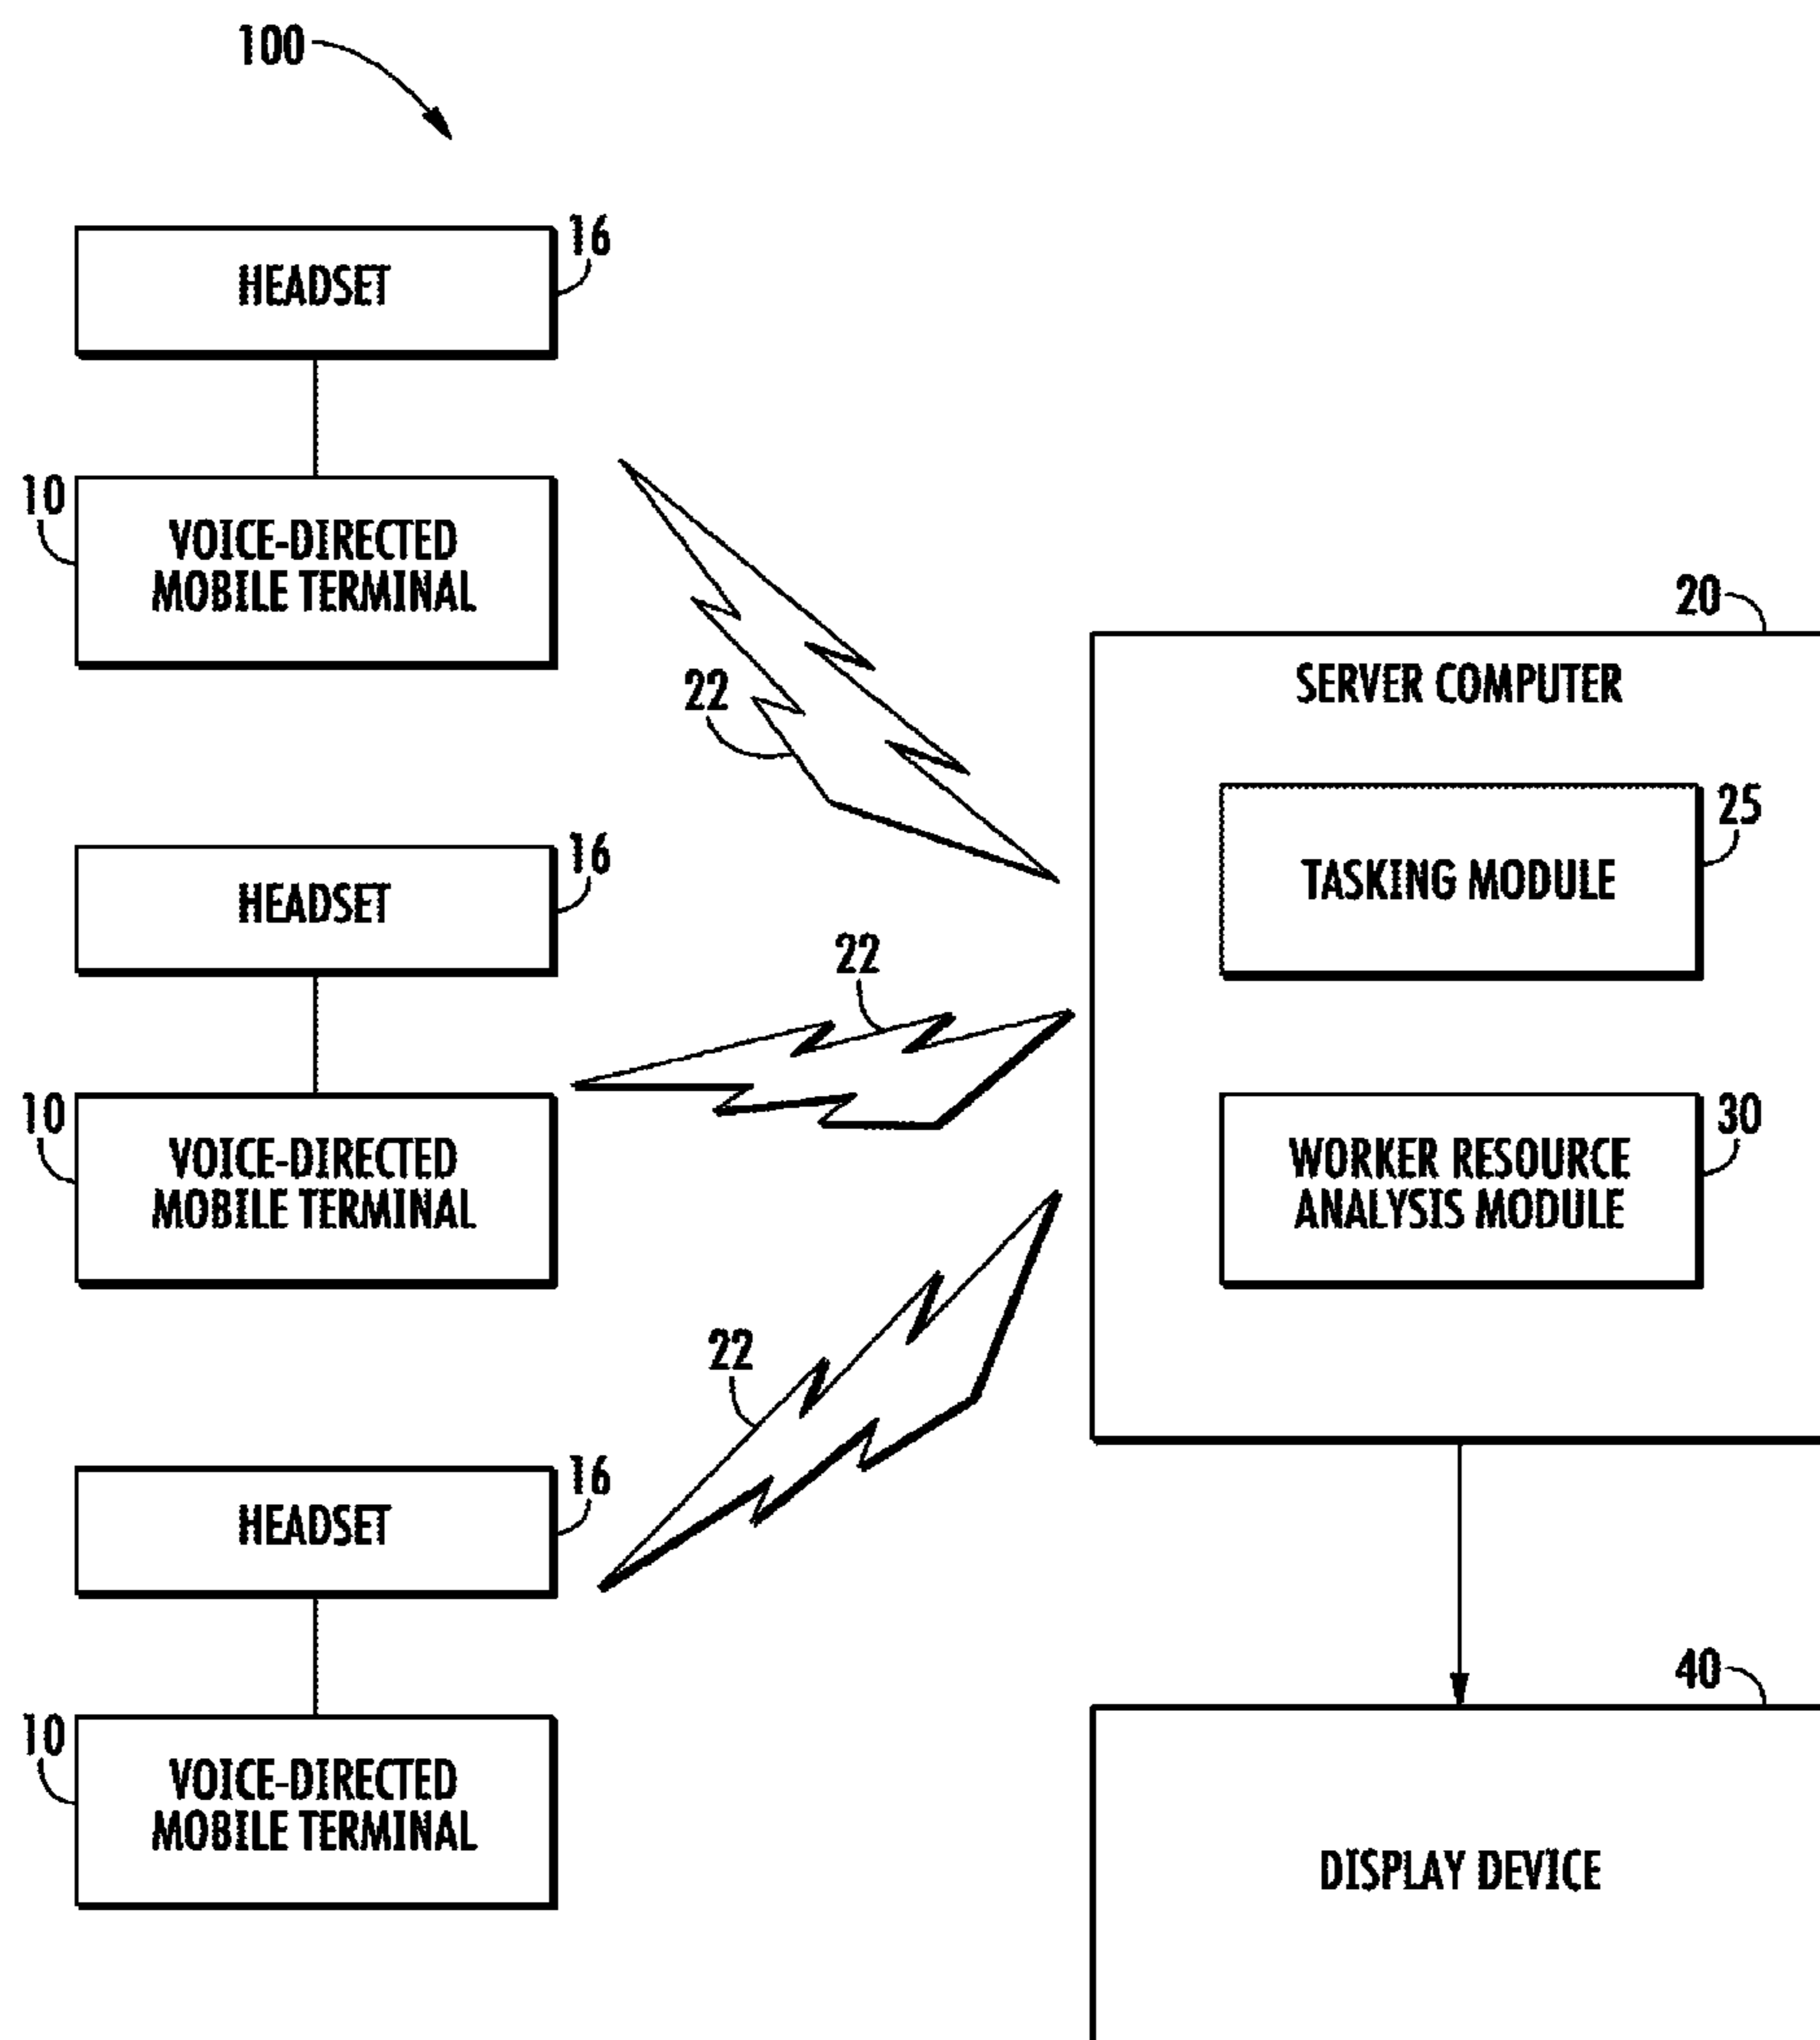 100
HEADSET
16
10
VOICE-DIRECTED
MOBILE TERMINAL
22
20
SERVER COMPUTER
TASKING MODULE
25
HEADSET
16
22
10
VOICE-DIRECTED
MOBILE TERMINAL
WORKER RESOURCE
ANALYSIS MODULE
30
22
HEADSET
16
10
VOICE-DIRECTED
MOBILE TERMINAL
40
DISPLAY DEVICE